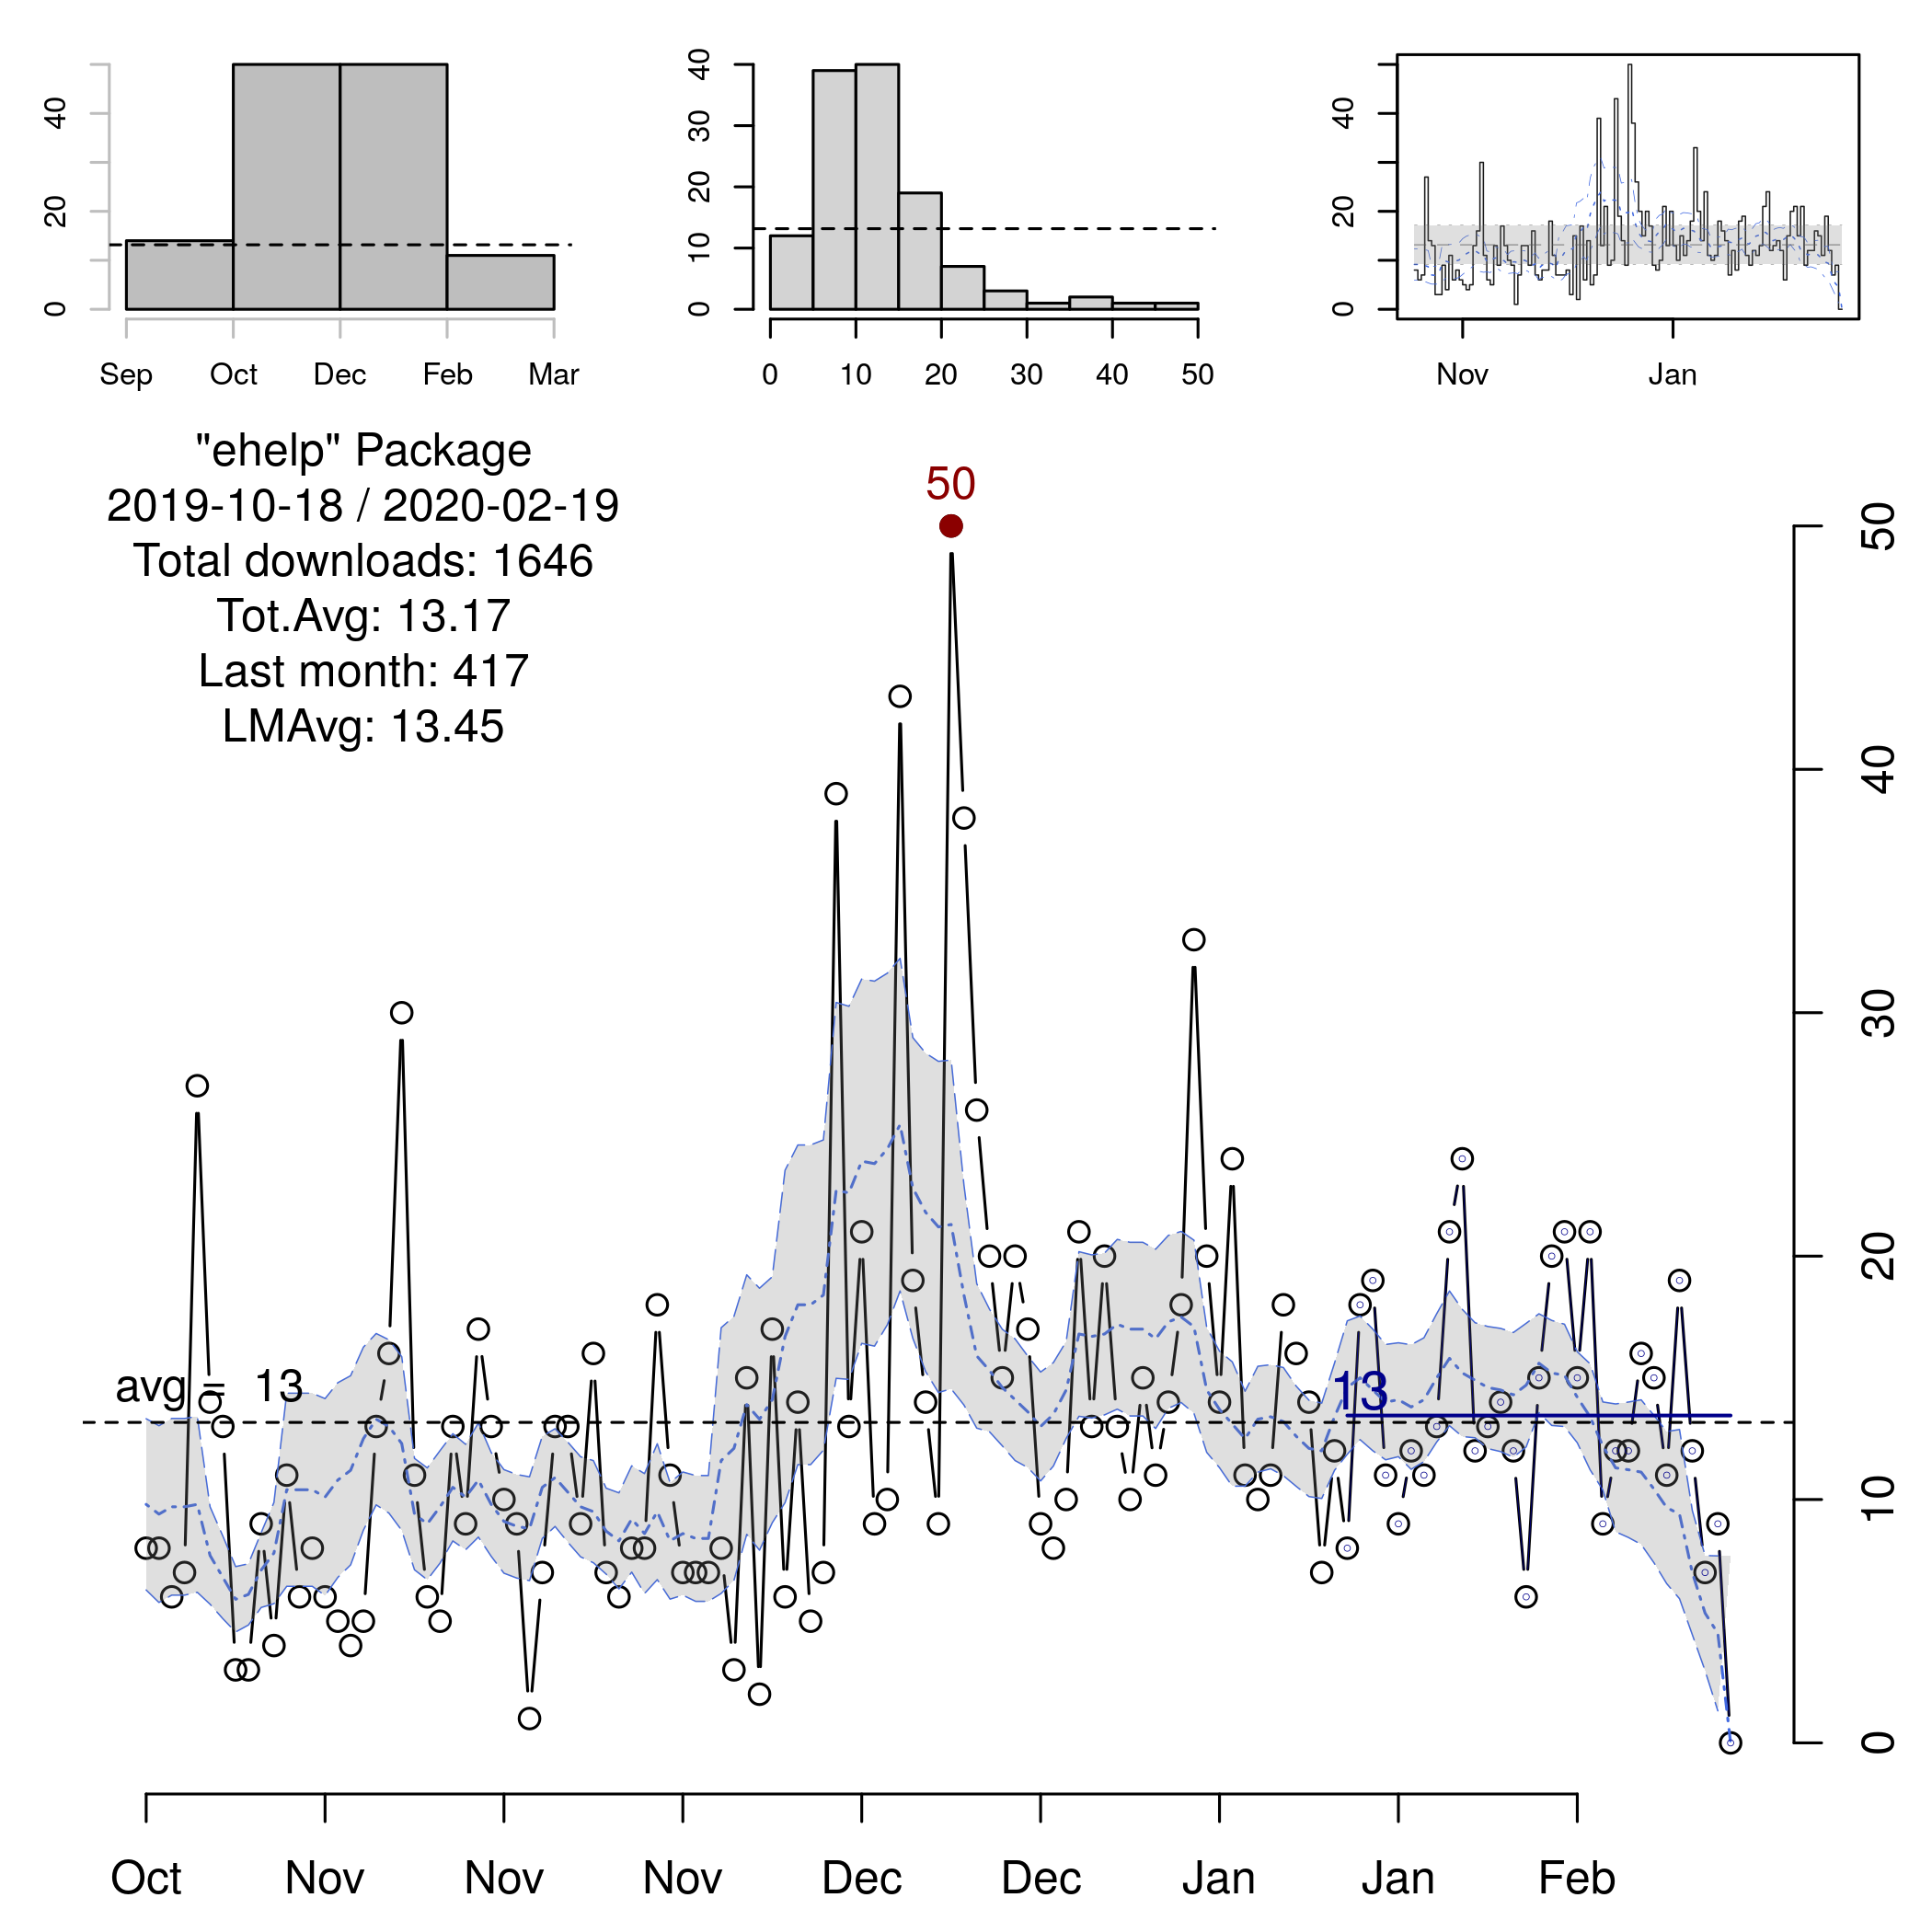 40
20
0
Sep Oct Dec Feb Mar
40
30
20
10
0
0 10 20 30 40 50
40
20
0
Nov Jan
"ehelp" Package
2019-10-18 / 2020-02-19
Total downloads: 1646
Tot.Avg: 13.17
Last month: 417
LMAvg: 13.45
50
avg = 13
13
50
40
30
20
10
0
Oct Nov Nov Nov Dec Dec Jan Jan Feb